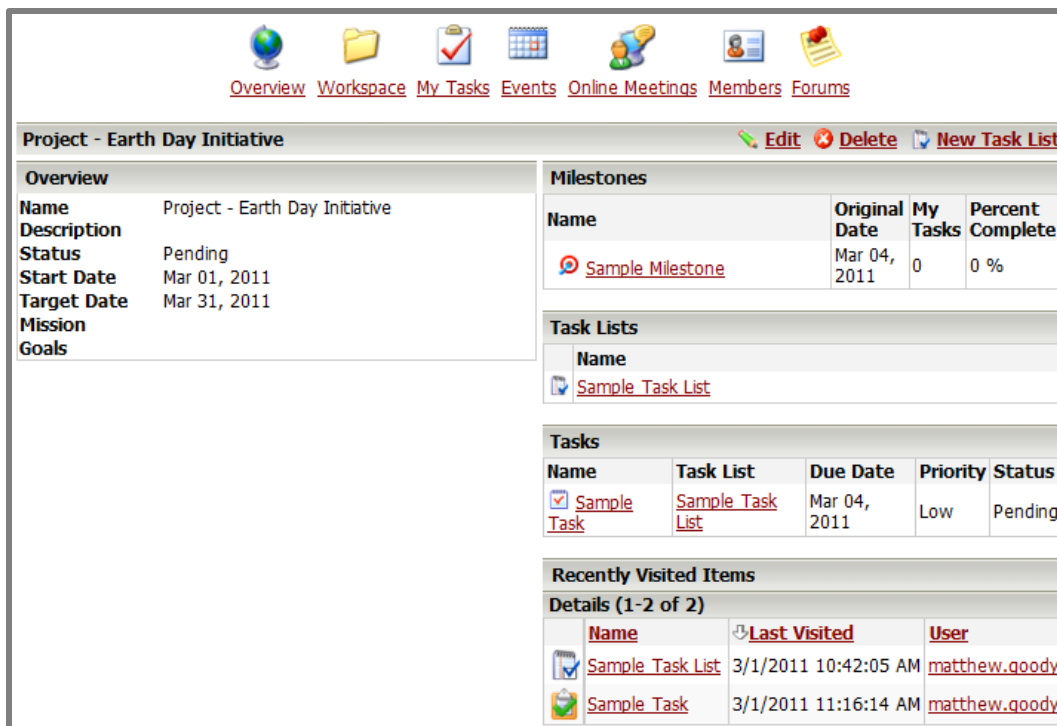 Overview Workspace My Tasks Events Online Meetings Members Forums
Project - Earth Day Initiative Edit Delete New Task List
Overview
Name Project - Earth Day Initiative
Description
Status Pending
Start Date Mar 01, 2011
Target Date Mar 31, 2011
Mission
Goals
Milestones
Name Original Date My Tasks Percent Complete
Sample Milestone Mar 04, 2011 0 0 %
Task Lists
Name
Sample Task List
Tasks
Name Task List Due Date Priority Status
Sample Task Sample Task List Mar 04, 2011 Low Pending
Recently Visited Items
Details (1-2 of 2)
Name Last Visited User
Sample Task List 3/1/2011 10:42:05 AM matthew.goody
Sample Task 3/1/2011 11:16:14 AM matthew.goody